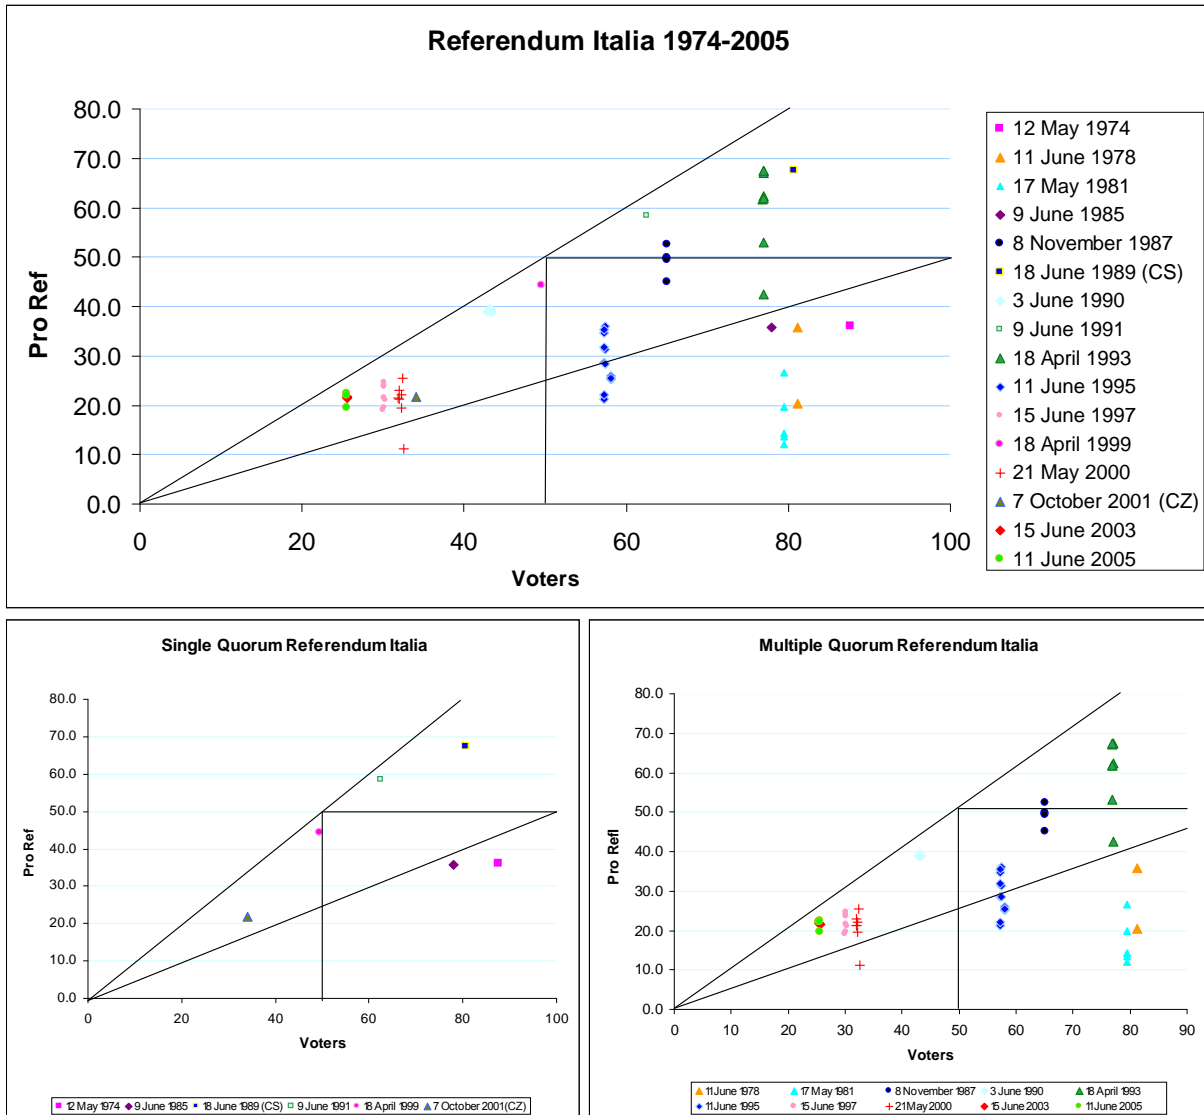 Referendum Italia 1974-2005
80.0
70.0
60.0
50.0
40.0
30.0
20.0
10.0
0.0
0 20 40 60 80 100
Pro Ref
Voters
12 May 1974
11 June 1978
17 May 1981
9 June 1985
8 November 1987
18 June 1989 (CS)
3 June 1990
9 June 1991
18 April 1993
11 June 1995
15 June 1997
18 April 1999
21 May 2000
7 October 2001 (CZ)
15 June 2003
11 June 2005
Single Quorum Referendum Italia
80.0
70.0
60.0
50.0
40.0
30.0
20.0
10.0
0.0
0 20 40 60 80 100
Pro Ref
Voters
12 May 1974 9 June 1985 18 June 1989 (CS) 9 June 1991 18 April 1999 7 October 2001(CZ)
Multiple Quorum Referendum Italia
80.0
70.0
60.0
50.0
40.0
30.0
20.0
10.0
0.0
0 10 20 30 40 50 60 70 80 90
Pro Refl
Voters
11 June 1978 17 May 1981 8 November 1987 3 June 1990 18 April 1993
11 June 1995 15 June 1997 21 May 2000 15 June 2003 11 June 2005